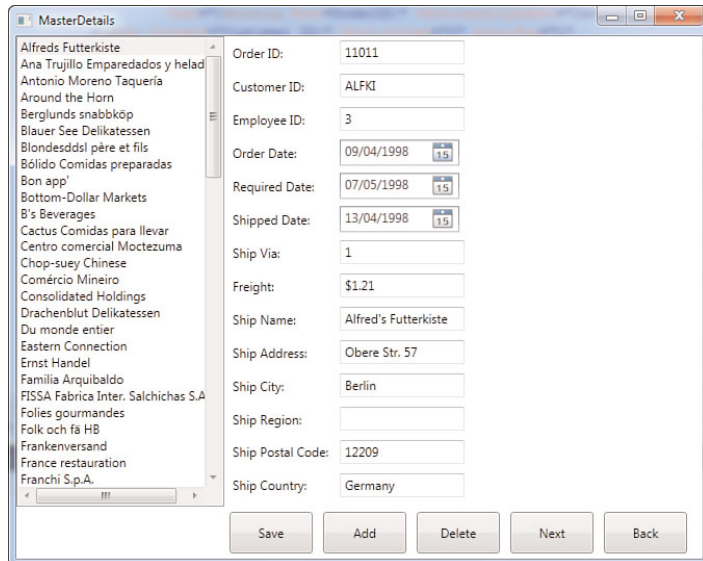 MasterDetails
Alfreds Futterkiste
Ana Trujillo Emparedados y helad
Antonio Moreno Taquería
Around the Horn
Berglunds snabbköp
Blauer See Delikatessen
Blondesddsl père et fils
Bólido Comidas preparadas
Bon app'
Bottom-Dollar Markets
B's Beverages
Cactus Comidas para llevar
Centro comercial Moctezuma
Chop-suey Chinese
Comércio Mineiro
Consolidated Holdings
Drachenblut Delikatessen
Du monde entier
Eastern Connection
Ernst Handel
Familia Arquibaldo
FISSA Fabrica Inter. Salchichas S.A
Folies gourmandes
Folk och fä HB
Frankenversand
France restauration
Franchi S.p.A.
Order ID: 11011
Customer ID: ALFKI
Employee ID: 3
Order Date: 09/04/1998 15
Required Date: 07/05/1998 15
Shipped Date: 13/04/1998 15
Ship Via: 1
Freight: $1.21
Ship Name: Alfred's Futterkiste
Ship Address: Obere Str. 57
Ship City: Berlin
Ship Region:
Ship Postal Code: 12209
Ship Country: Germany
Save Add Delete Next Back